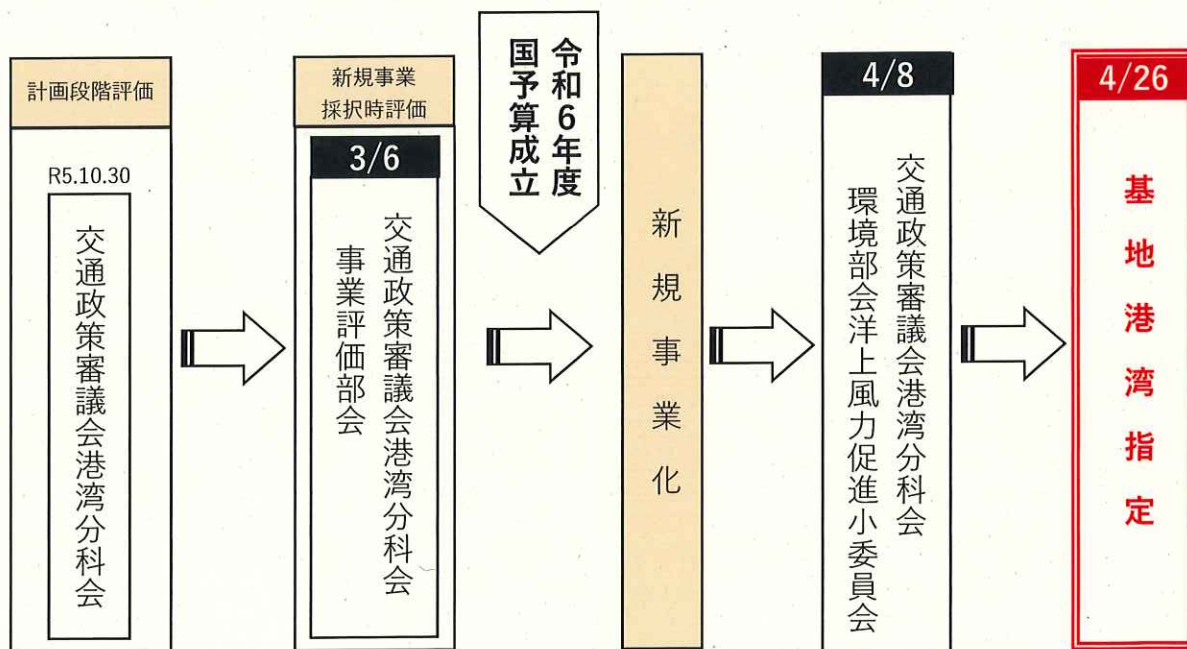 計画段階評価
R5.10.30
交通政策審議会港湾分科会
新規事業
採択時評価
3/6
交通政策審議会港湾分科会
事業評価部会
令和6年度
国予算成立
新規事業化
4/8
交通政策審議会港湾分科会
環境部会洋上風力促進小委員会
4/26
基地港湾指定